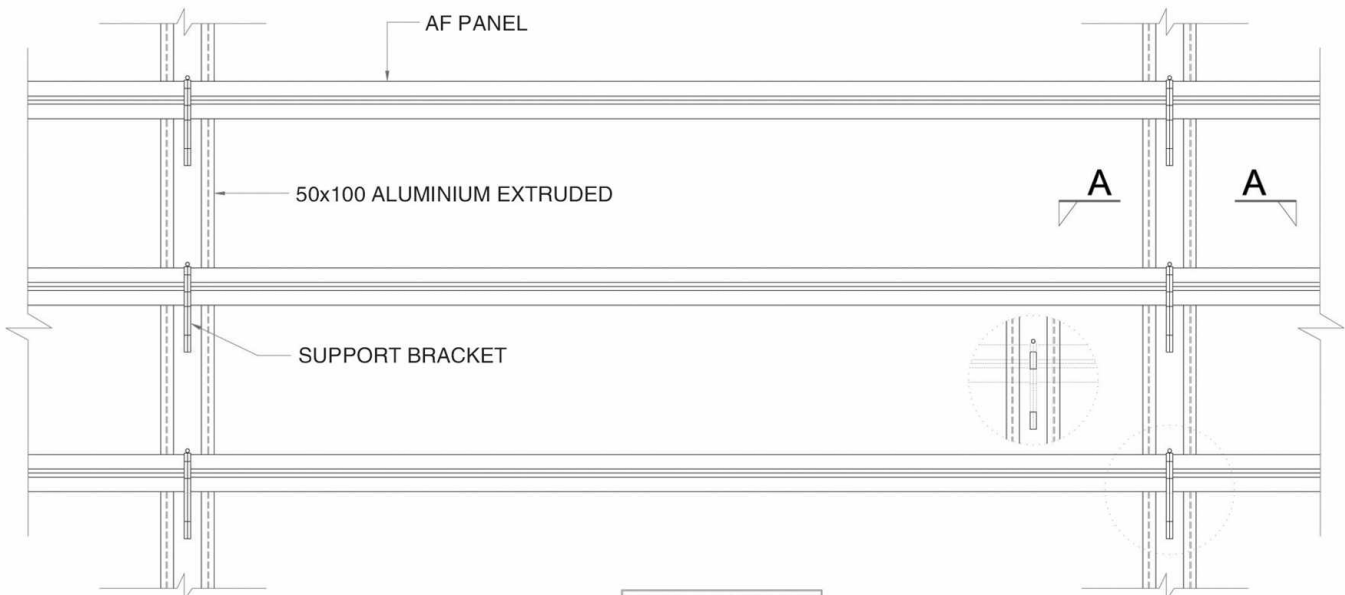 AF PANEL
50x100 ALUMINIUM EXTRUDED
A A
SUPPORT BRACKET